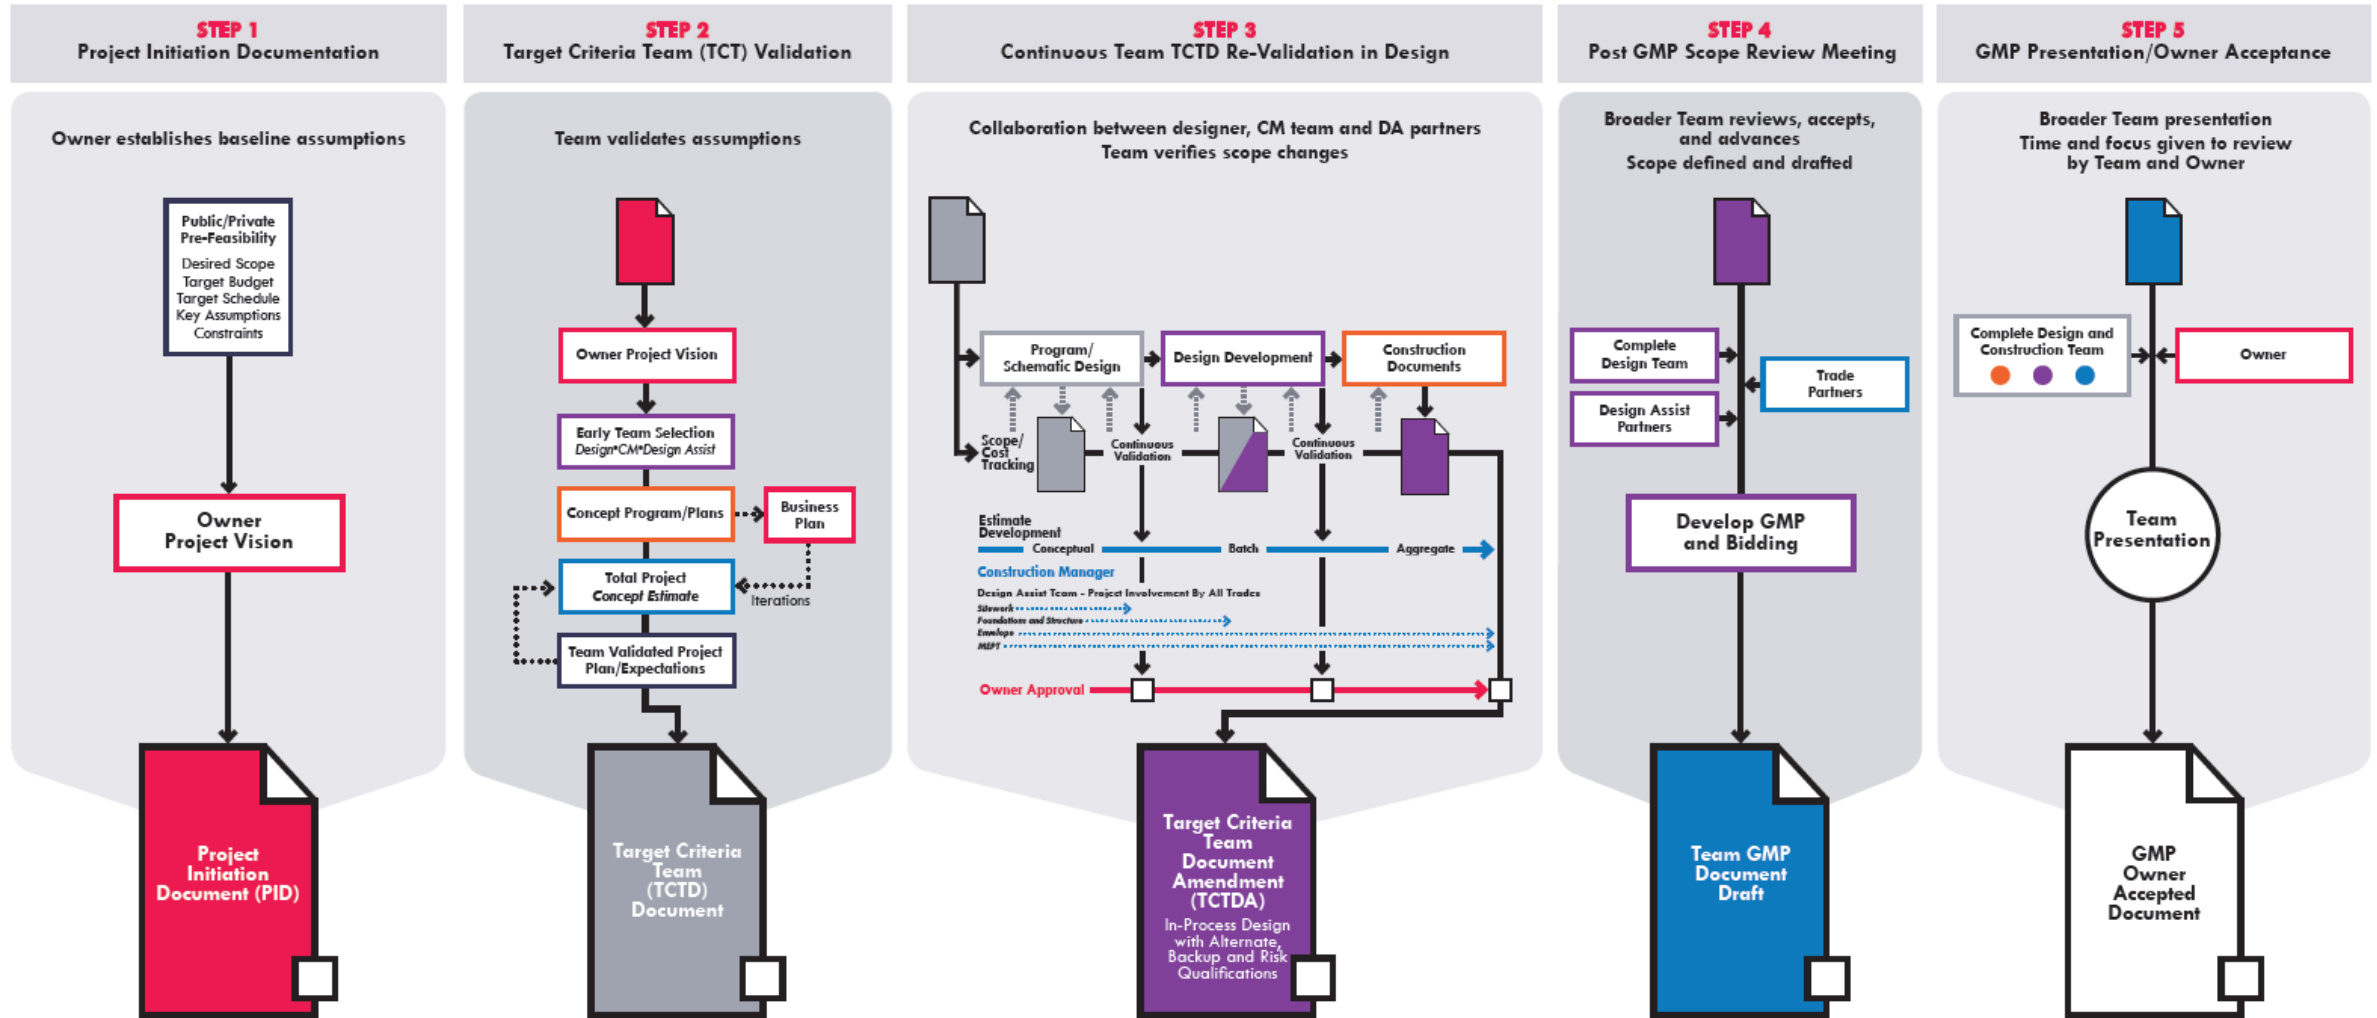 STEP 1
Project Initiation Documentation
Owner establishes baseline assumptions
Public/Private
Pre-Feasibility
Desired Scope
Target Budget
Target Schedule
Key Assumptions
Constraints
Owner
Project Vision
Project
Initiation
Document (PID)
STEP 2
Target Criteria Team (TCT) Validation
Team validates assumptions
Owner Project Vision
Early Team Selection
Design•CM•Design Assist
Concept Program/Plans
Business
Plan
Total Project
Concept Estimate
Iterations
Team Validated Project
Plan/Expectations
Target Criteria
Team
(TCTD)
Document
STEP 3
Continuous Team TCTD Re-Validation in Design
Collaboration between designer, CM team and DA partners
Team verifies scope changes
Program/
Schematic Design
Design Development
Construction
Documents
Scope/
Cost
Tracking
Continuous
Validation
Continuous
Validation
Estimate
Development
Conceptual
Batch
Aggregate
Construction Manager
Design Assist Team - Project Involvement By All Trades
Sitework
Foundations and Structure
Envelope
MEPT
Owner Approval
Target Criteria
Team
Document
Amendment
(TCTDA)
In-Process Design
with Alternate,
Backup and Risk
Qualifications
STEP 4
Post GMP Scope Review Meeting
Broader Team reviews, accepts,
and advances
Scope defined and drafted
Complete
Design Team
Trade
Partners
Design Assist
Partners
Develop GMP
and Bidding
Team GMP
Document
Draft
STEP 5
GMP Presentation/Owner Acceptance
Broader Team presentation
Time and focus given to review
by Team and Owner
Complete Design and
Construction Team
Owner
Team
Presentation
GMP
Owner
Accepted
Document